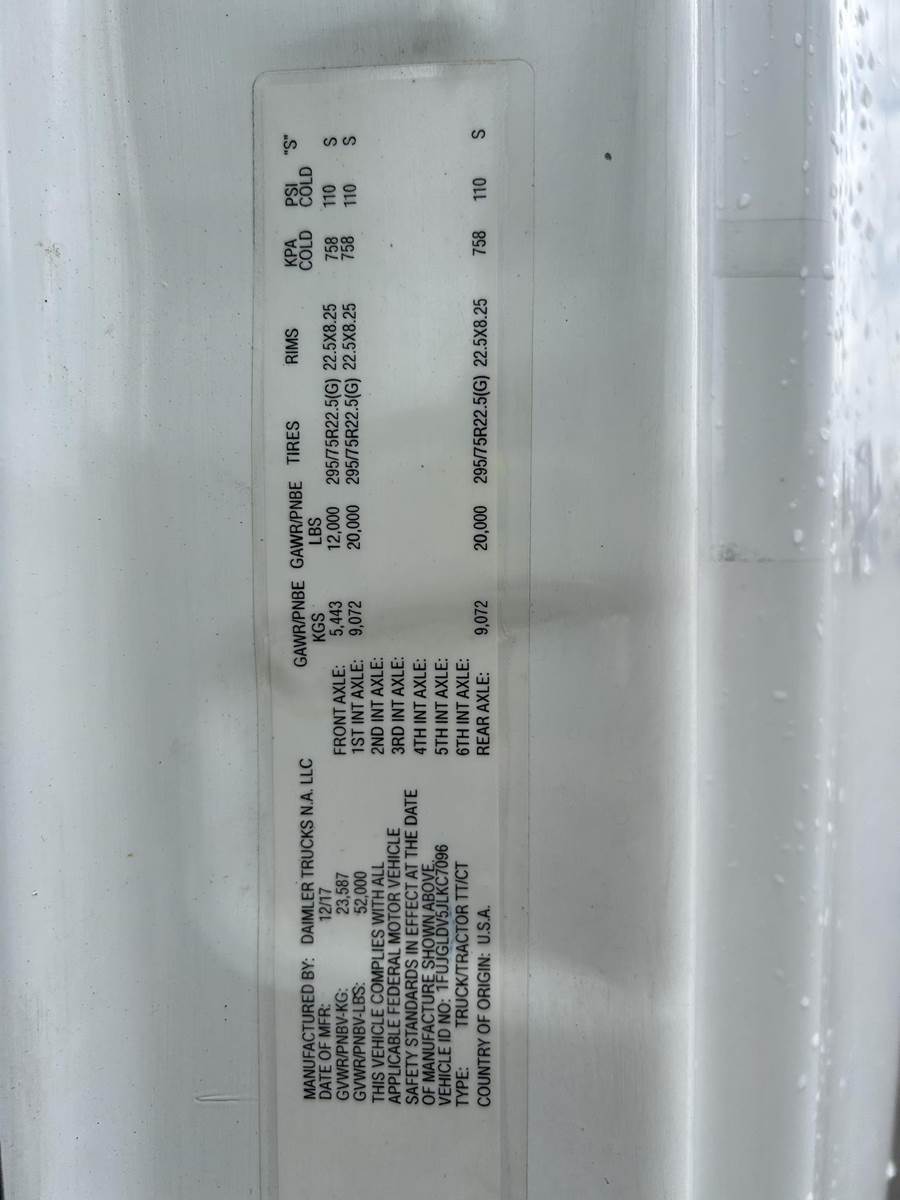 MANUFACTURED BY: DAIMLER TRUCKS N.A. LLC
DATE OF MFR: 12/17
GVWR/PNBV-KG: 23,587
GVWR/PNBV-LBS: 52,000
THIS VEHICLE COMPLIES WITH ALL
APPLICABLE FEDERAL MOTOR VEHICLE
SAFETY STANDARDS IN EFFECT AT THE DATE
OF MANUFACTURE SHOWN ABOVE.
VEHICLE ID NO: 1FUJGLDV5JLKC7096
TYPE: TRUCK/TRACTOR TT/CT
COUNTRY OF ORIGIN: U.S.A.
GAWR/PNBE GAWR/PNBE TIRES RIMS KPA PSI "S"
KGS LBS COLD COLD
FRONT AXLE: 5,443 12,000 295/75R22.5(G) 22.5X8.25 758 110 S
1ST INT AXLE: 9,072 20,000 295/75R22.5(G) 22.5X8.25 758 110 S
2ND INT AXLE:
3RD INT AXLE:
4TH INT AXLE:
5TH INT AXLE:
6TH INT AXLE:
REAR AXLE: 9,072 20,000 295/75R22.5(G) 22.5X8.25 758 110 S